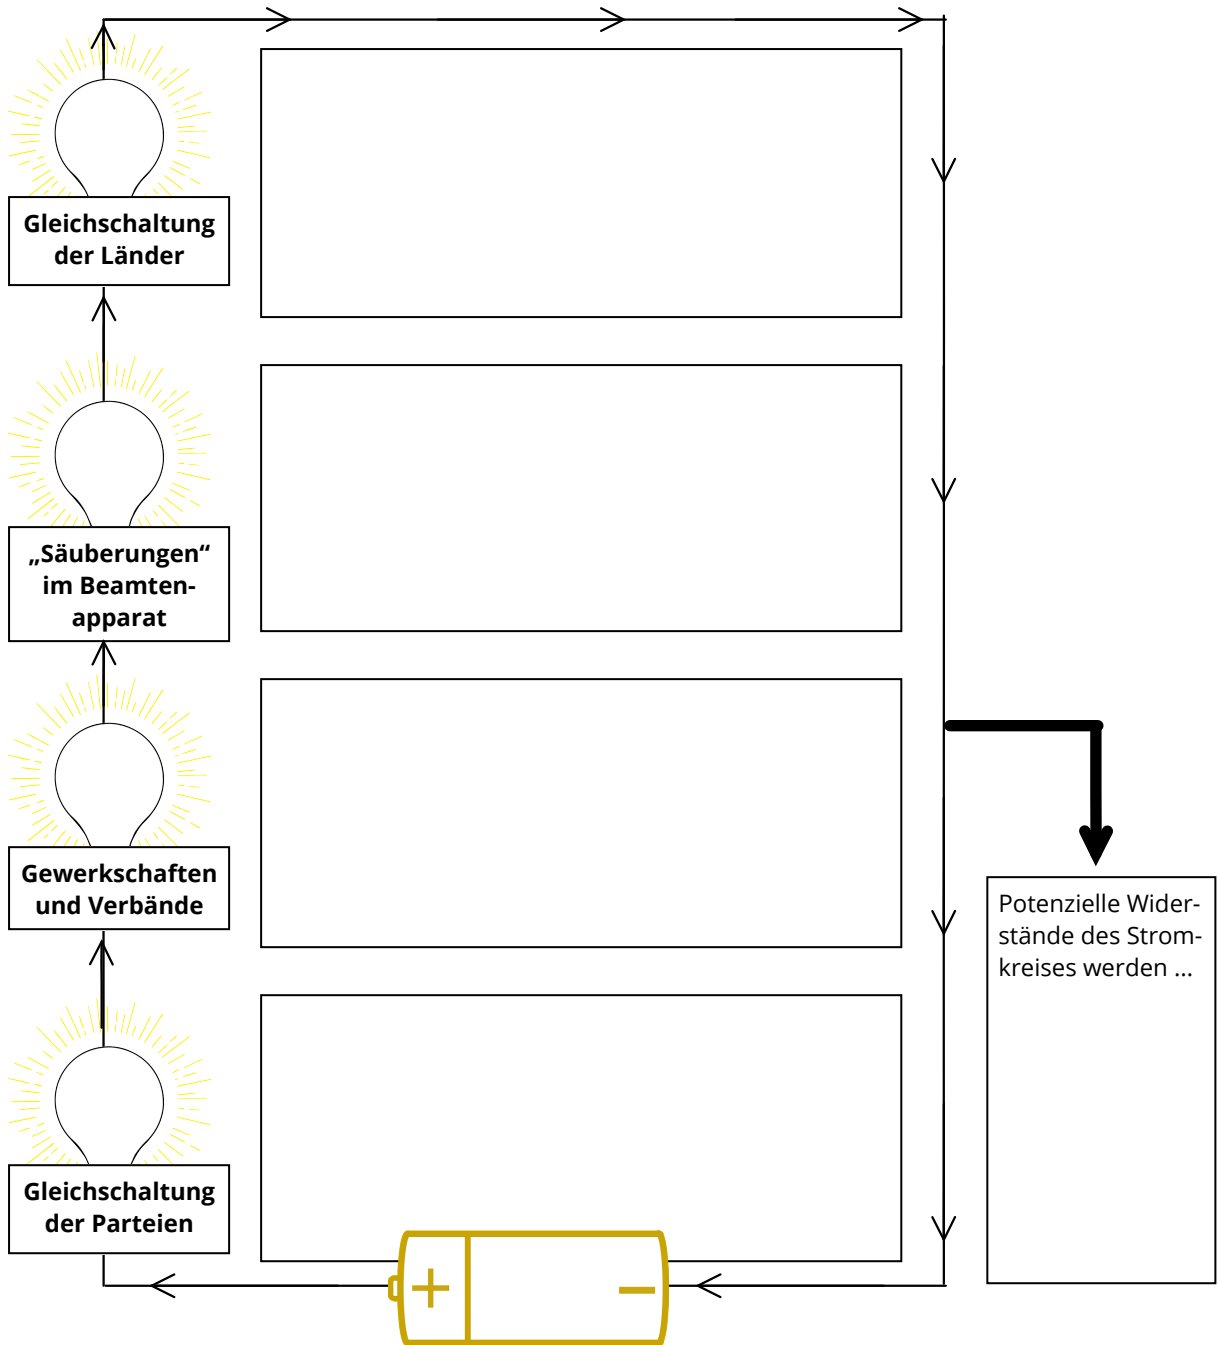 Gleichschaltung
der Länder
„Säuberungen“
im Beamten-
apparat
Gewerkschaften
und Verbände
Potenzielle Wider-
stände des Strom-
kreises werden ...
Gleichschaltung
der Parteien
+ –